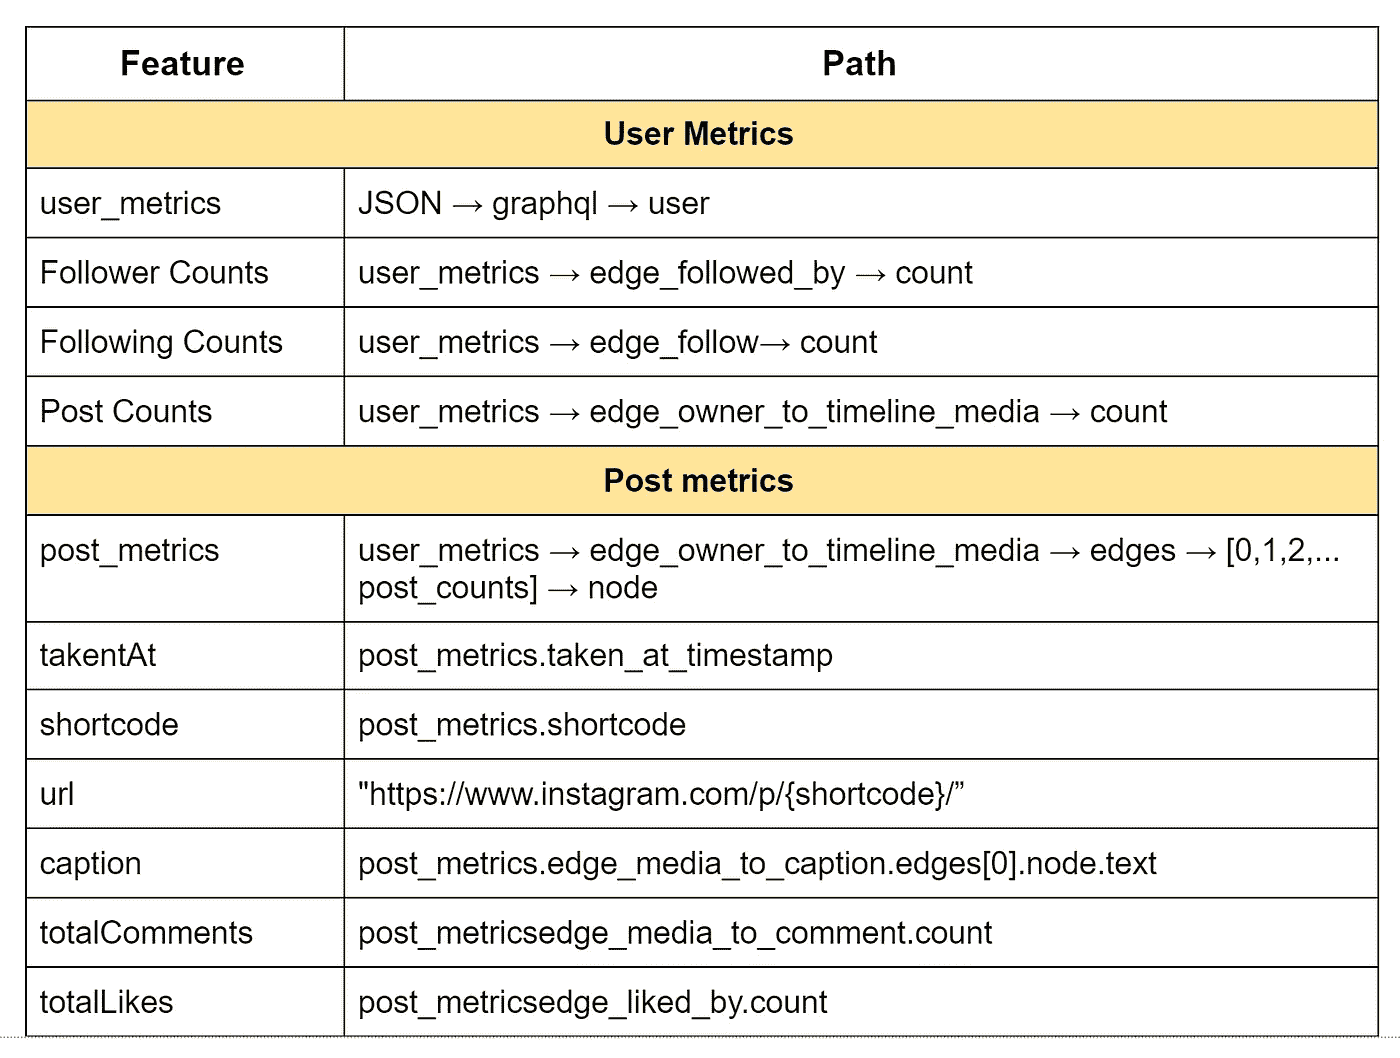 Feature Path
User Metrics
user_metrics JSON → graphql → user
Follower Counts user_metrics → edge_followed_by → count
Following Counts user_metrics → edge_follow→ count
Post Counts user_metrics → edge_owner_to_timeline_media → count
Post metrics
post_metrics user_metrics → edge_owner_to_timeline_media → edges → [0,1,2,...
post_counts] → node
takentAt post_metrics.taken_at_timestamp
shortcode post_metrics.shortcode
url "https://www.instagram.com/p/{shortcode}/”
caption post_metrics.edge_media_to_caption.edges[0].node.text
totalComments post_metricsedge_media_to_comment.count
totalLikes post_metricsedge_liked_by.count